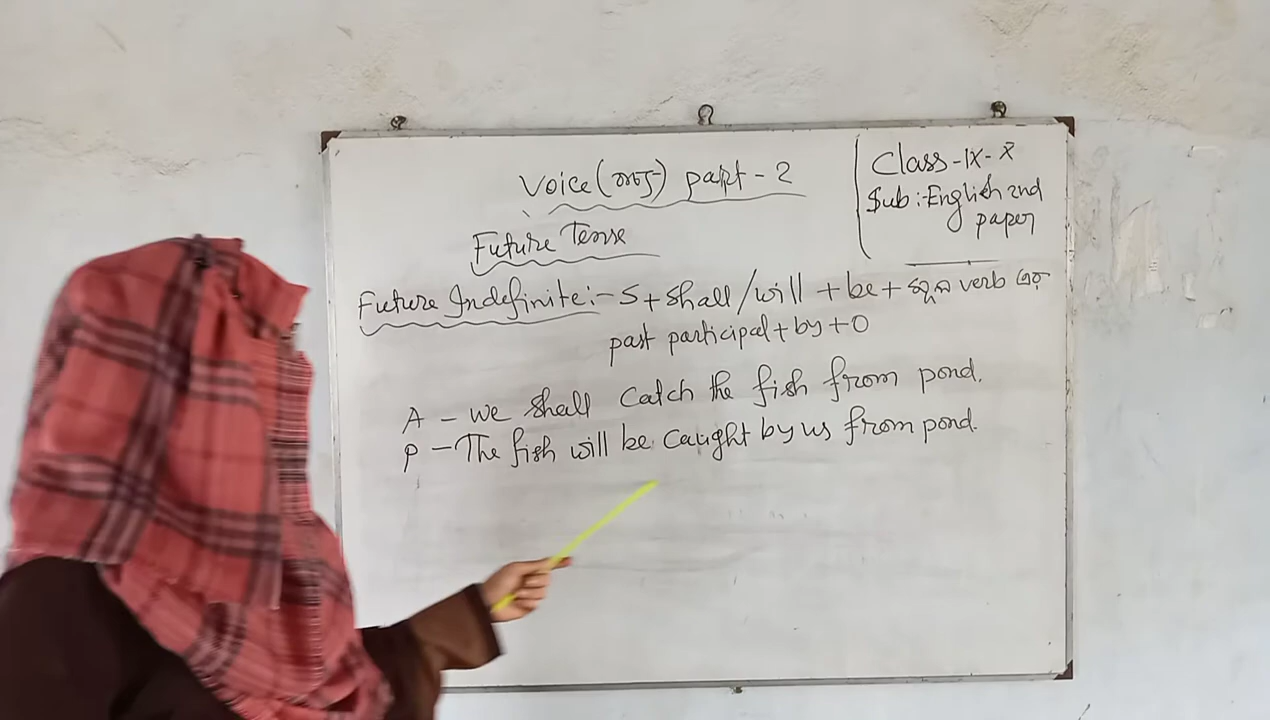 Voice (বাচ্য) part - 2
Class - IX - X
Sub :- English 2nd
paper
Future Tense
Future Indefinite :- S + shall / will + be + মূল verb এর
past participal + by + O
A - We shall catch the fish from pond.
P - The fish will be caught by us from pond.